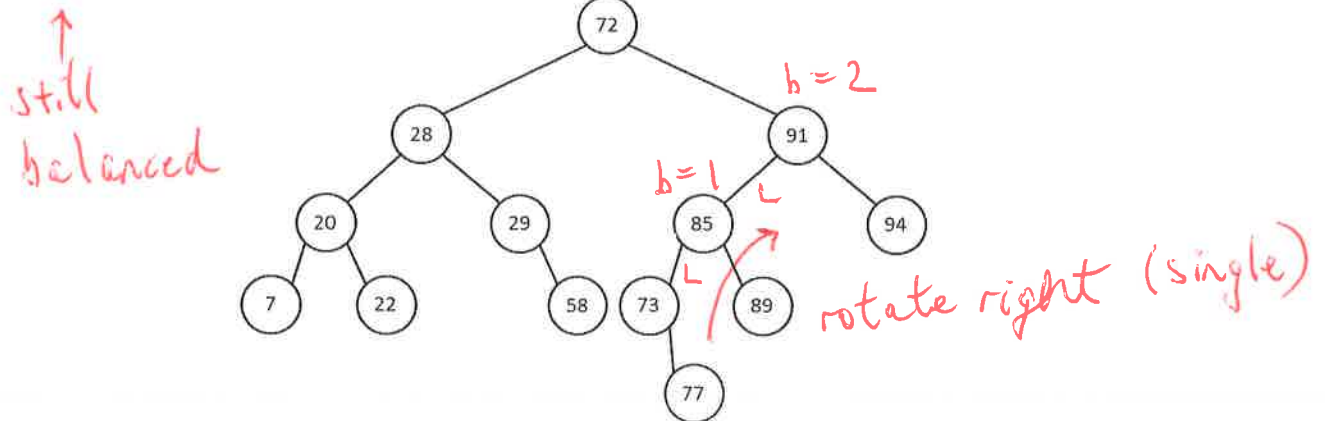 72
still
balanced
b = 2
28
91
b = 1
L
20
29
85
94
L
7
22
58
73
89
rotate right (single)
77